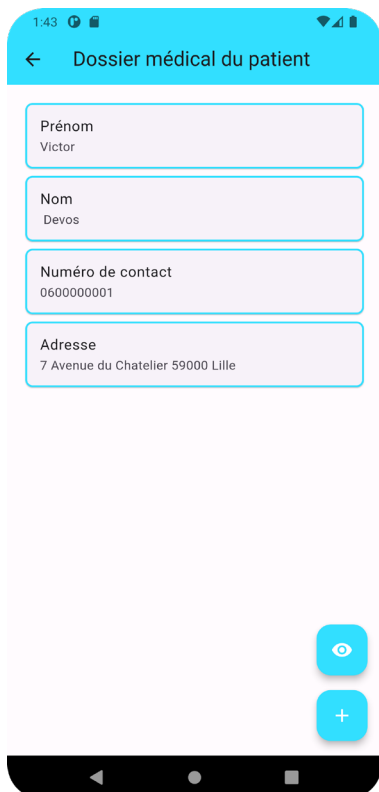 1:43
Dossier médical du patient
Prénom
Victor
Nom
Devos
Numéro de contact
0600000001
Adresse
7 Avenue du Chatelier 59000 Lille